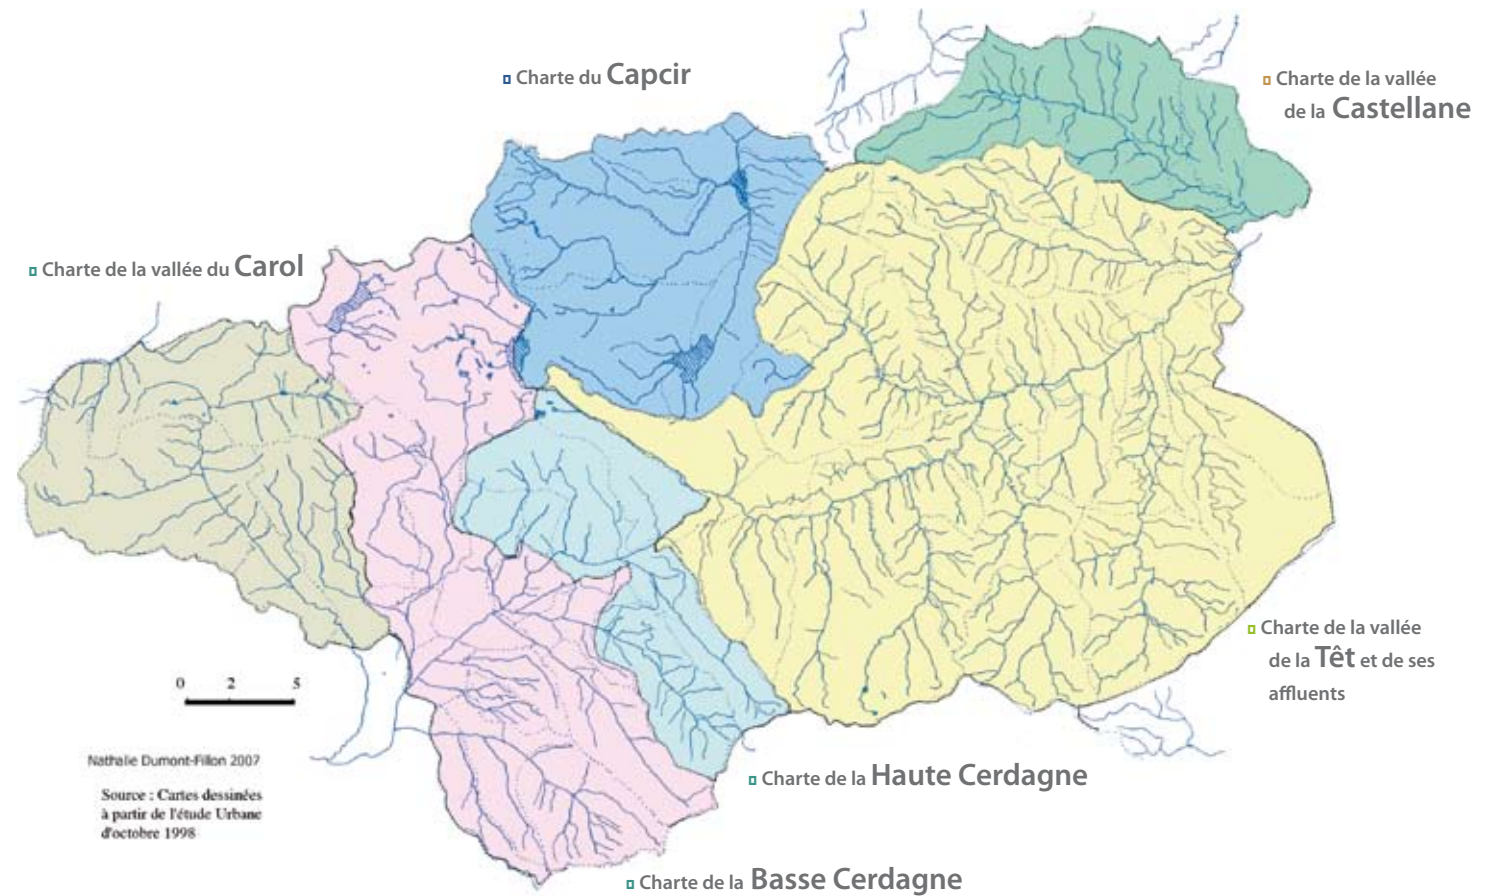 Charte du Capcir
Charte de la vallée
de la Castellane
Charte de la vallée du Carol
Charte de la vallée
de la Têt et de ses
affluents
0 2 5
Nathalie Dumont-Fillon 2007
Source : Cartes dessinées
à partir de l'étude Urbane
d'octobre 1998
Charte de la Haute Cerdagne
Charte de la Basse Cerdagne